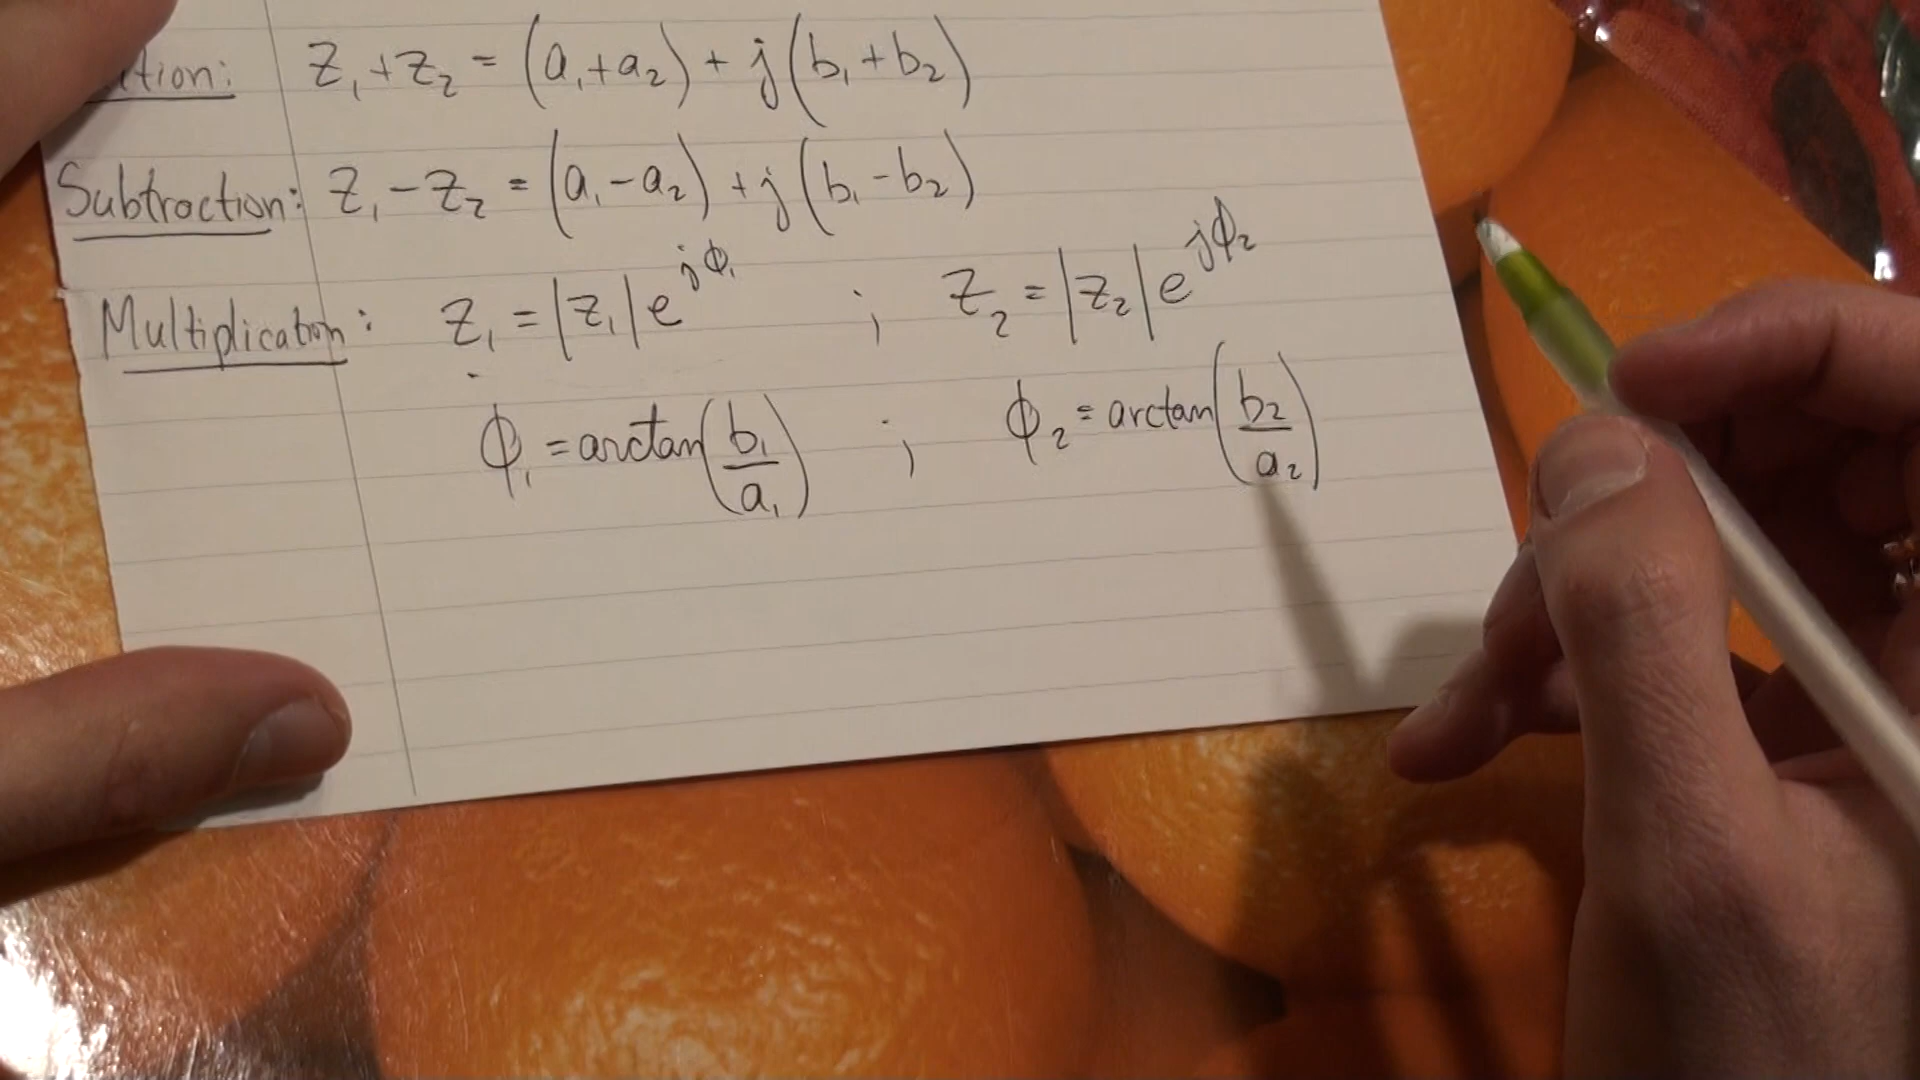 ition: z₁+z₂ = (a₁+a₂) + j(b₁+b₂)
Subtraction: z₁-z₂ = (a₁-a₂) + j(b₁-b₂)
Multiplication: z₁ = |z₁|e^{jϕ₁} ; z₂ = |z₂|e^{jϕ₂}
ϕ₁ = arctan(b₁/a₁) ; ϕ₂ = arctan(b₂/a₂)